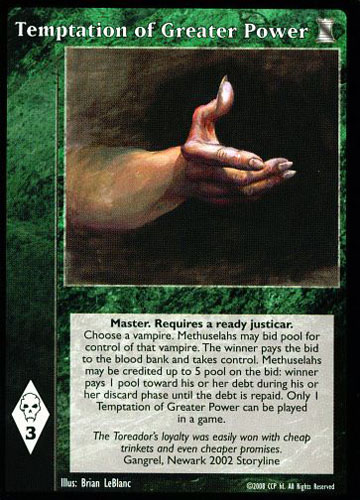 Temptation of Greater Power
Master. Requires a ready justicar.
Choose a vampire. Methuselahs may bid pool for
control of that vampire. The winner pays the bid
to the blood bank and takes control. Methuselahs
may be credited up to 5 pool on the bid: winner
pays 1 pool toward his or her debt during his or
her discard phase until the debt is repaid. Only 1
Temptation of Greater Power can be played
in a game.
The Toreador's loyalty was easily won with cheap
trinkets and even cheaper promises.
Gangrel, Newark 2002 Storyline
3
Illus: Brian LeBlanc
©2008 CCP hf. All Rights Reserved